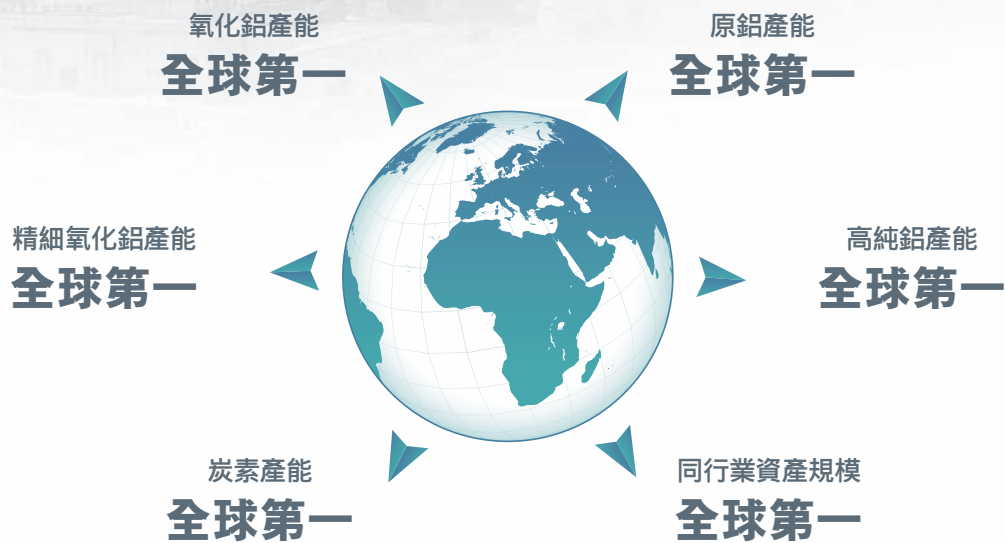 氧化鋁產能
全球第一
原鋁產能
全球第一
精細氧化鋁產能
全球第一
高純鋁產能
全球第一
炭素產能
全球第一
同行業資產規模
全球第一